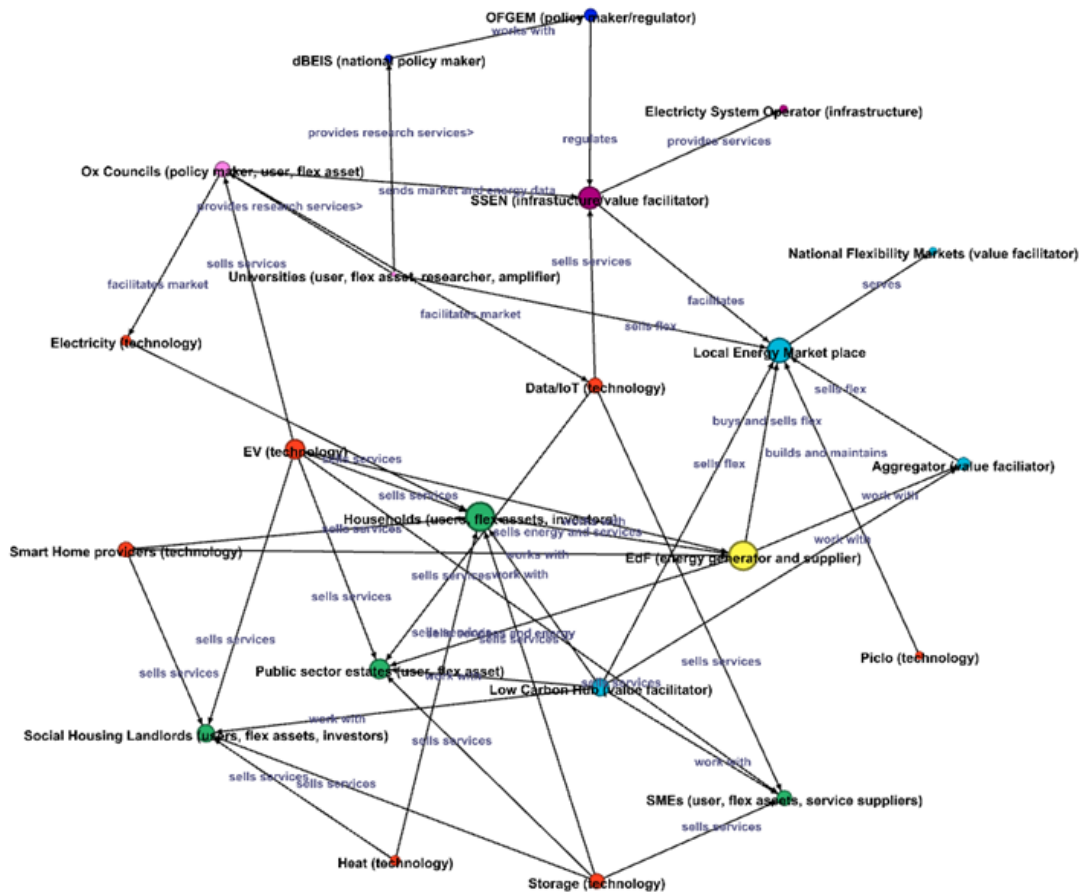 OFGEM (policy maker/regulator)
works with
dBEIS (national policy maker)
Electricty System Operator (infrastructure)
provides research services>
regulates
provides services
Ox Councils (policy maker, user, flex asset)
sends market and energy data
SSEN (infrastucture/value facilitator)
provides research services>
National Flexibility Markets (value facilitator)
sells services
sells services
Universities (user, flex asset, researcher, amplifier)
serves
facilitates market
facilitates
facilitates market
sells flex
Electricity (technology)
Local Energy Market place
Data/IoT (technology)
sells flex
buys and sells flex
EV (technology)
sells services
sells flex
builds and maintains
Aggregator (value faciliator)
sells services
work with
Households (users, flex assets, investors)
sells services
sells energy and services
work with
Smart Home providers (technology)
works with
EdF (energy generator and supplier)
sells services
work with
sells services
sells services
Public sector estates (user, flex asset)
work with
sells services
Piclo (technology)
sells services
Low Carbon Hub (value facilitator)
sells services
work with
Social Housing Landlords (users, flex assets, investors)
sells services
work with
sells services
sells services
SMEs (user, flex assets, service suppliers)
sells services
Heat (technology)
Storage (technology)